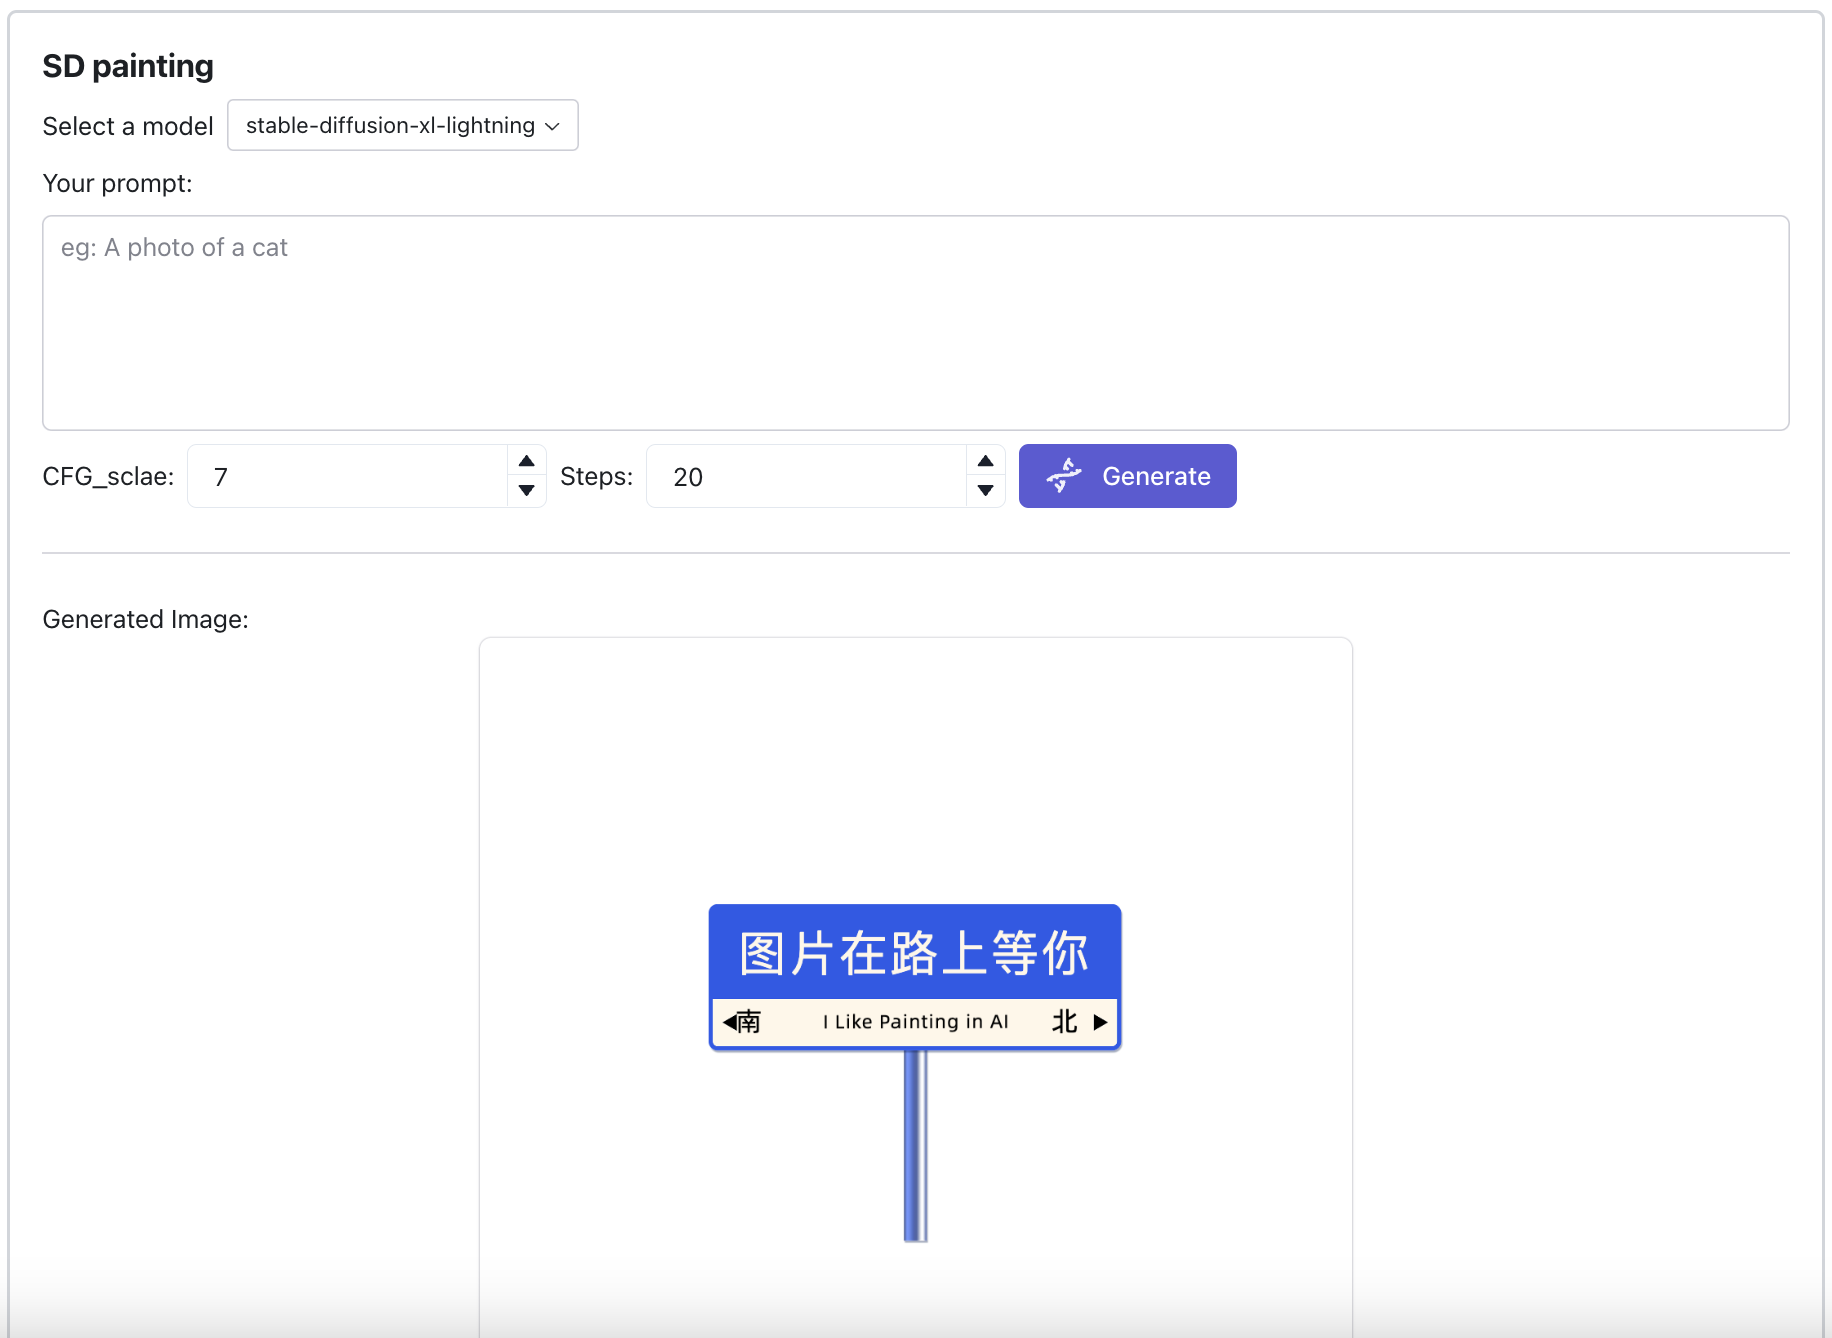 SD painting
Select a model stable-diffusion-xl-lightning
Your prompt:
eg: A photo of a cat
CFG_sclae: 7 Steps: 20 Generate
Generated Image:
图片在路上等你
南 I Like Painting in AI 北